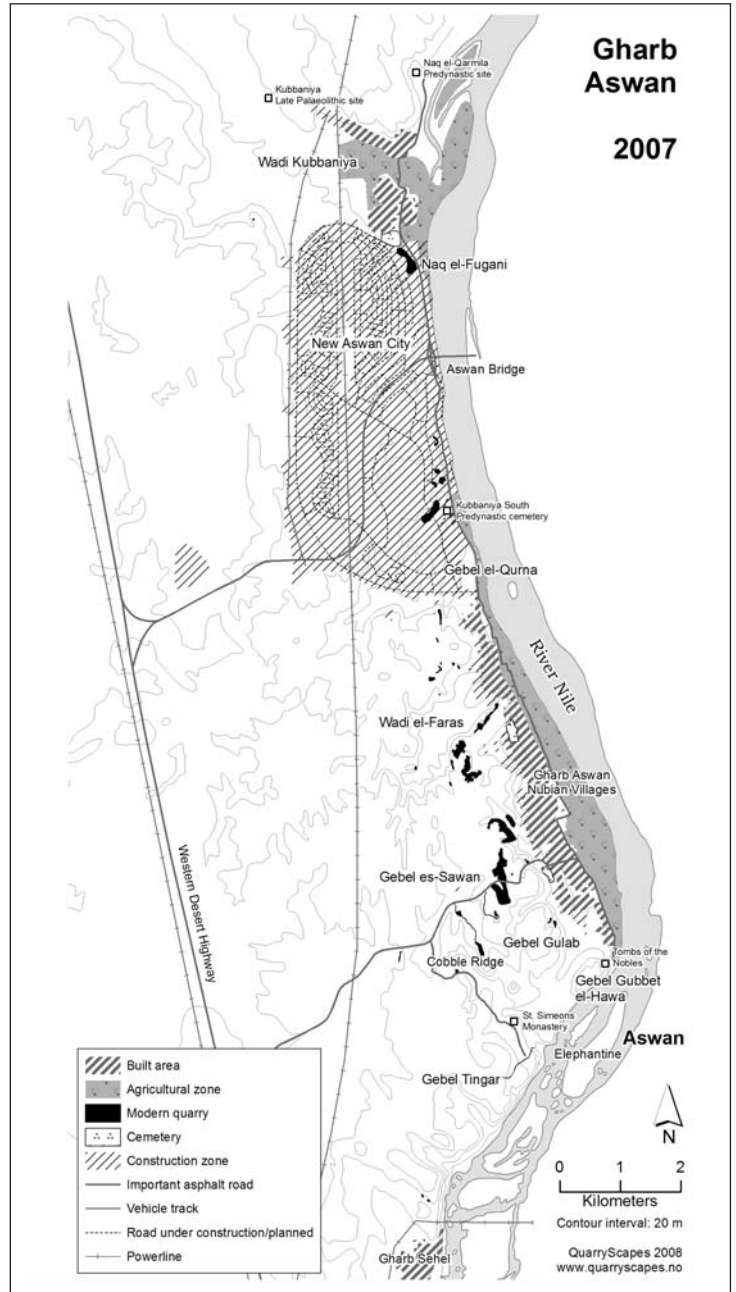 Gharb
Aswan
2007
Naq el-Qarmila
Predynastic site
Kubbaniya
Late Palaeolithic site
Wadi Kubbaniya
Naq el-Fugani
New Aswan City
Aswan Bridge
Kubbaniya South
Predynastic cemetery
Gebel el-Qurna
River Nile
Wadi el-Faras
Gharb Aswan
Nubian Villages
Western Desert Highway
Gebel es-Sawan
Gebel Gulab
Cobble Ridge
Tombs of the
Nobles
Gebel Gubbet
el-Hawa
St. Simeons
Monastery
Aswan
Elephantine
Gebel Tingar
Built area
Agricultural zone
Modern quarry
Cemetery
Construction zone
Important asphalt road
Vehicle track
Road under construction/planned
Powerline
Gharb Sehel
N
0 1 2
Kilometers
Contour interval: 20 m
QuarryScapes 2008
www.quarryscapes.no